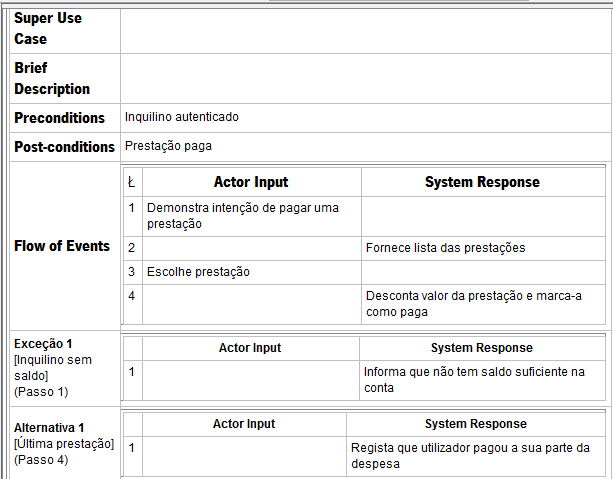 Super Use
Case
Brief
Description
Preconditions Inquilino autenticado
Post-conditions Prestação paga
Flow of Events
Ł Actor Input System Response
1 Demonstra intenção de pagar uma
prestação
2 Fornece lista das prestações
3 Escolhe prestação
4 Desconta valor da prestação e marca-a
como paga
Exceção 1
[Inquilino sem
saldo]
(Passo 1)
Actor Input System Response
1 Informa que não tem saldo suficiente na
conta
Alternativa 1
[Última prestação]
(Passo 4)
Actor Input System Response
1 Regista que utilizador pagou a sua parte da
despesa